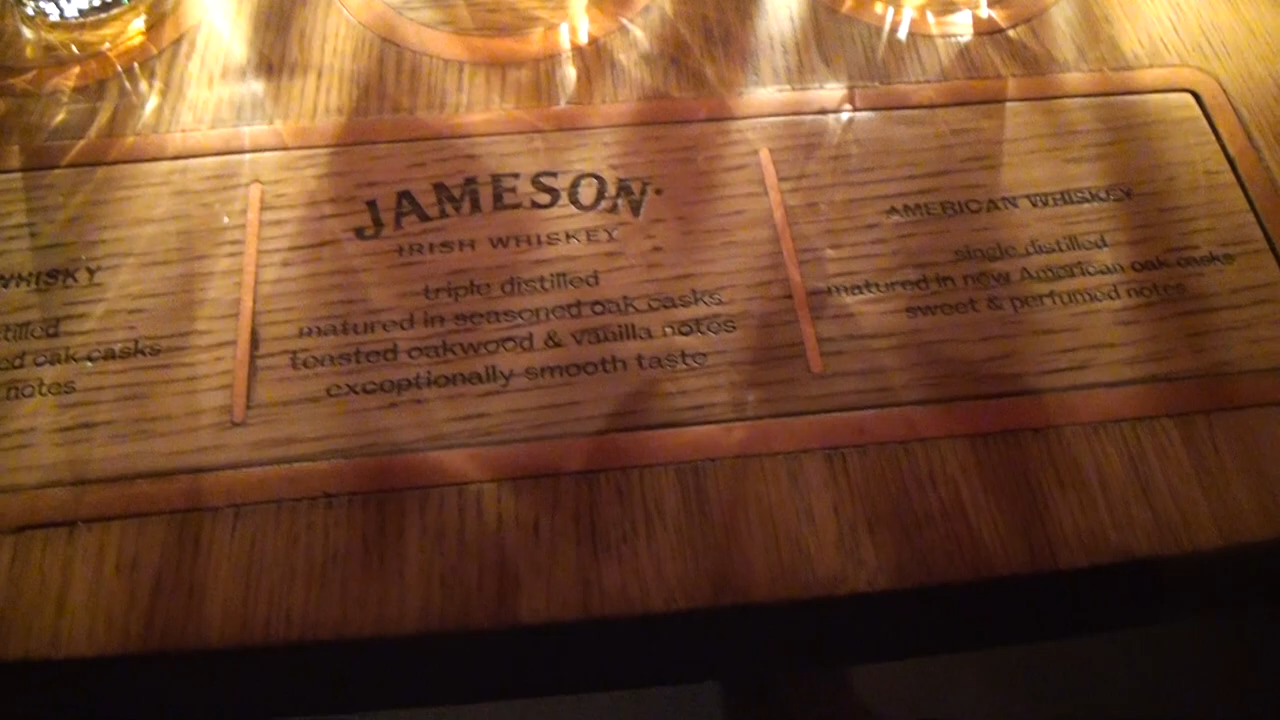 WHISKY
notes
JAMESON
IRISH WHISKEY
triple distilled
matured in seasoned oak casks
toasted oakwood & vanilla notes
exceptionally smooth taste
AMERICAN WHISKEY
single distilled
matured in new American oak casks
sweet & perfumed notes
oak casks